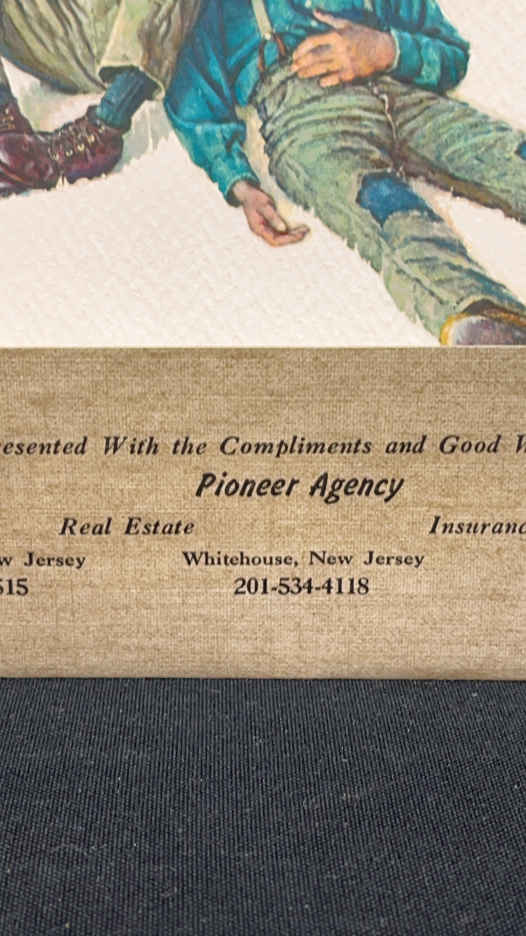 esented With the Compliments and Good W
Pioneer Agency
Real Estate Insuranc
w Jersey Whitehouse, New Jersey
515 201-534-4118